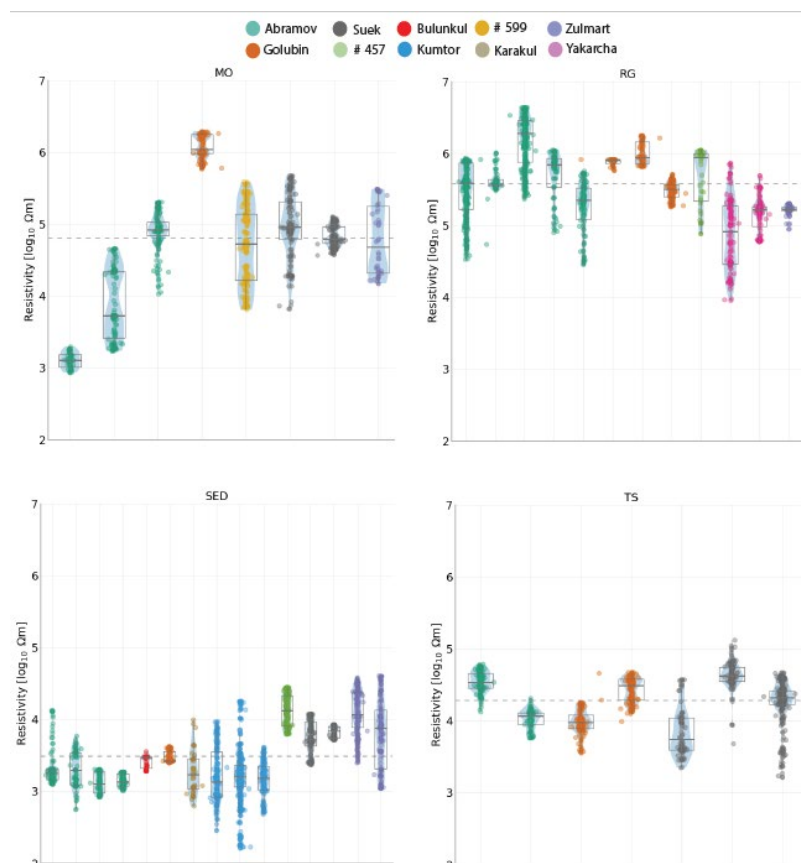 Abramov Suek Bulunkul # 599 Zulmart
Golubin # 457 Kumtor Karakul Yakarcha
MO
7
6
5
4
3
2
Resistivity [log10 Ωm]
RG
7
6
5
4
3
2
Resistivity [log10 Ωm]
SED
7
6
5
4
3
2
Resistivity [log10 Ωm]
TS
7
6
5
4
3
2
Resistivity [log10 Ωm]